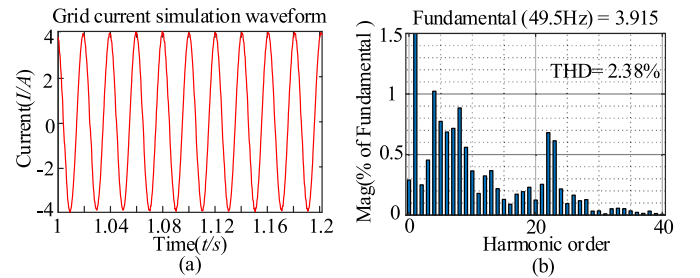 Grid current simulation waveform
4
2
0
-2
-4
Current(I/A)
1 1.04 1.08 1.12 1.16 1.2
Time(t/s)
(a)
Fundamental (49.5Hz) = 3.915
THD= 2.38%
1.5
1
0.5
0
Mag(% of Fundamental )
0 20 40
Harmonic order
(b)